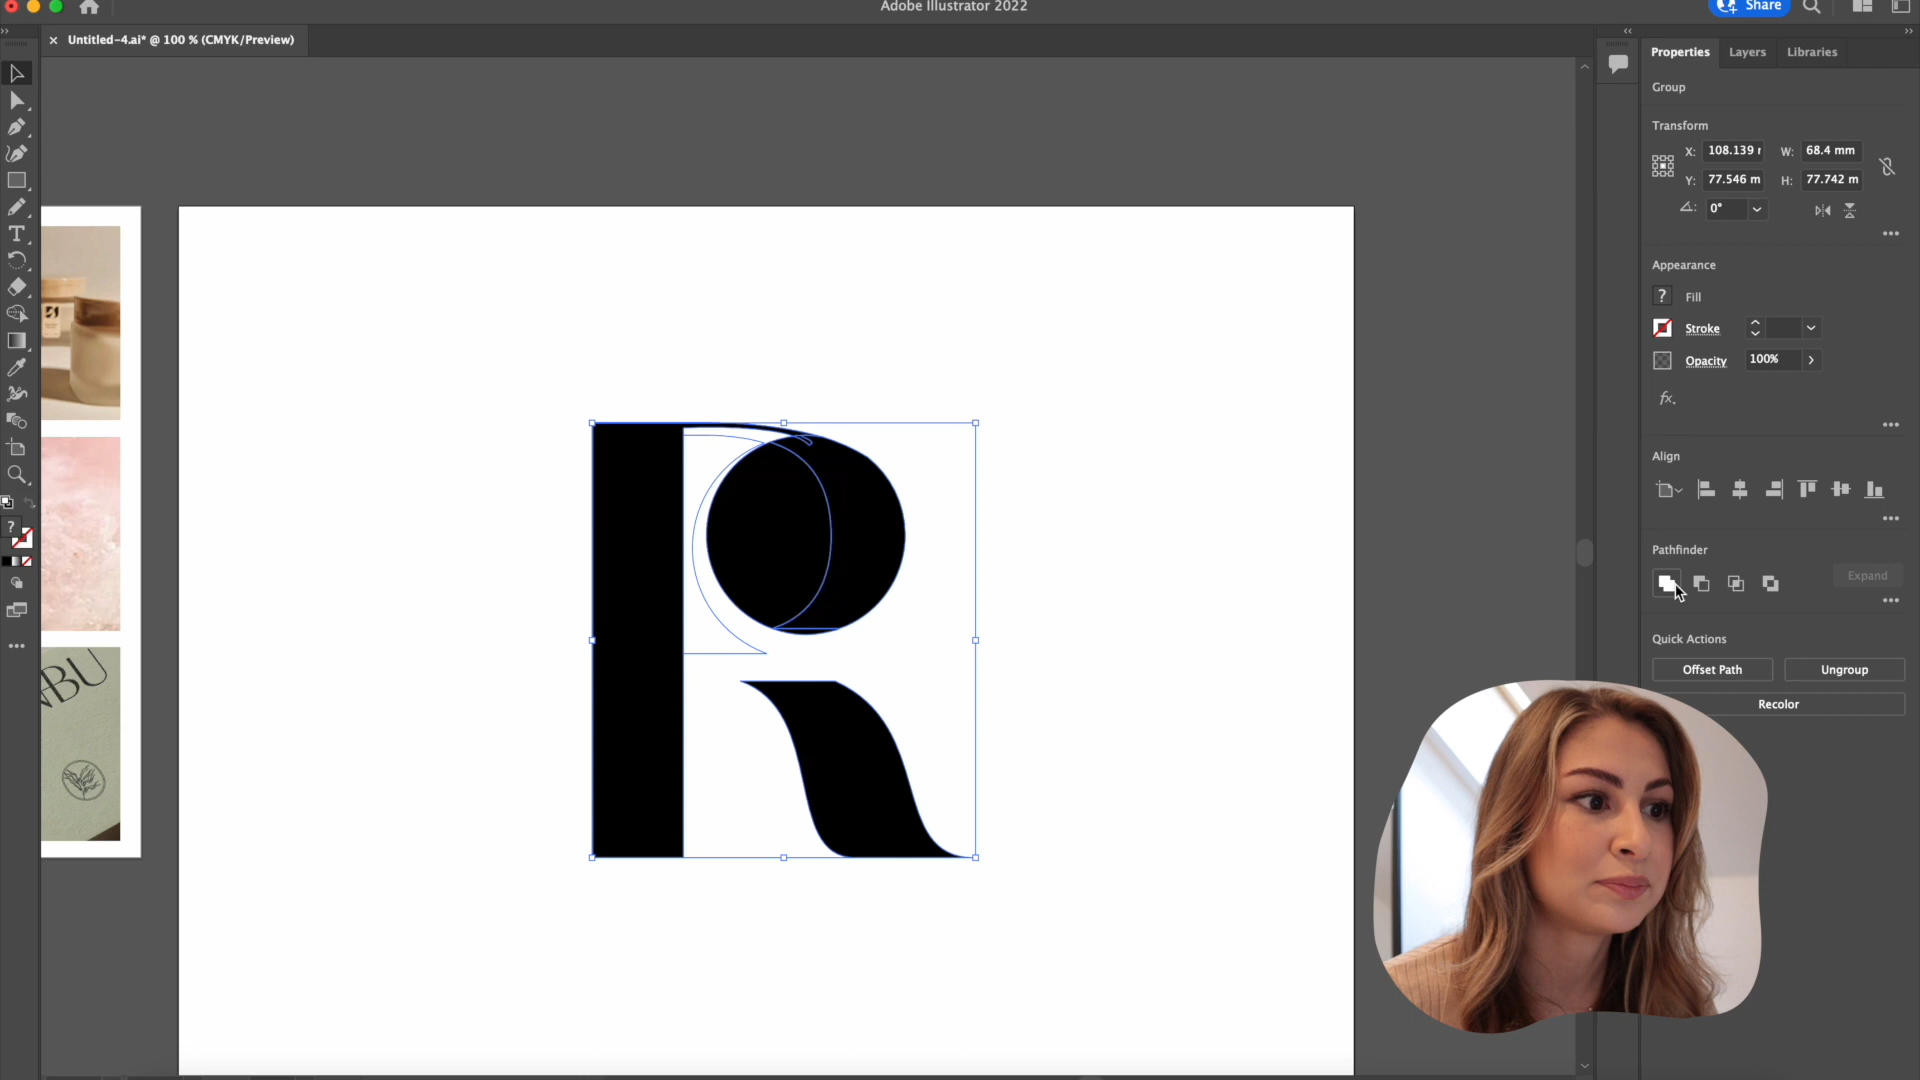 Adobe Illustrator 2022
Share
× Untitled-4.ai* @ 100 % (CMYK/Preview)
Properties Layers Libraries
Group
Transform
X: 108.139 W: 68.4 mm
Y: 77.546 m H: 77.742 m
0°
Appearance
? Fill
Stroke
Opacity 100%
fx.
Align
Pathfinder
Expand
Quick Actions
Offset Path Ungroup
Recolor
R
T
?
NBU